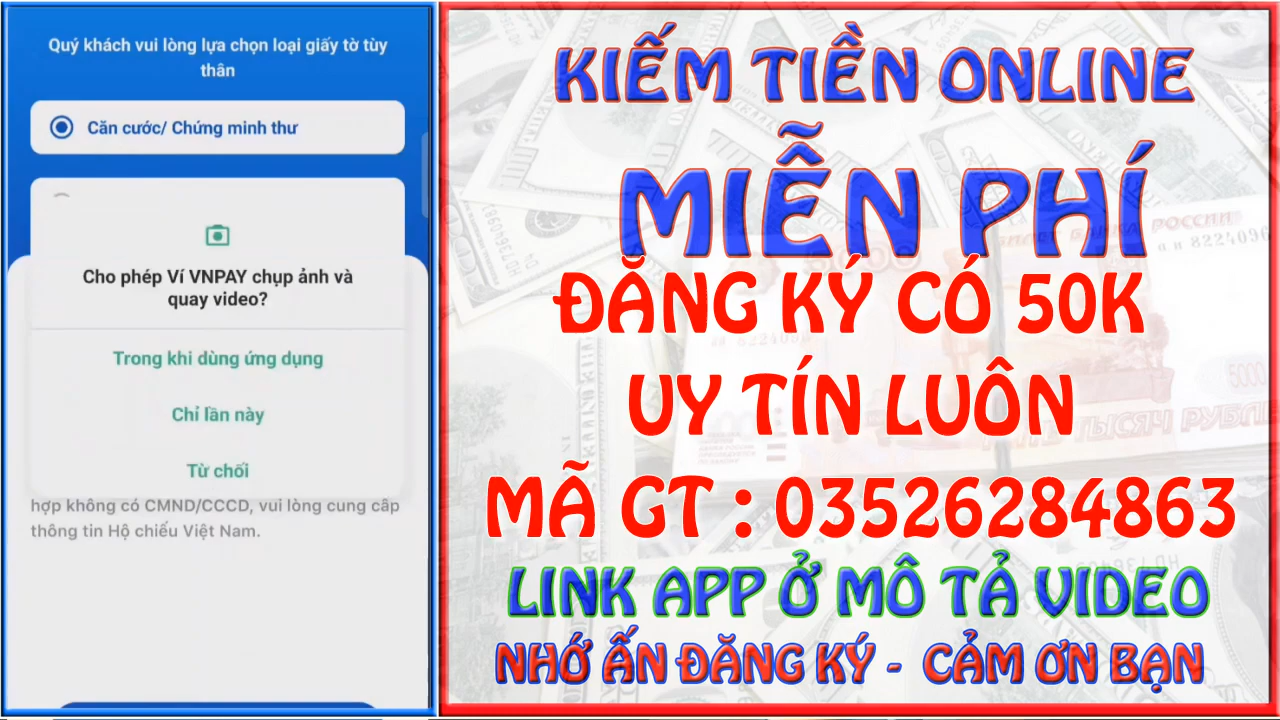 Quý khách vui lòng lựa chọn loại giấy tờ tùy
thân
Căn cước/ Chứng minh thư
Cho phép Ví VNPAY chụp ảnh và
quay video?
Trong khi dùng ứng dụng
Chỉ lần này
Từ chối
hợp không có CMND/CCCD, vui lòng cung cấp
thông tin Hộ chiếu Việt Nam.
KIẾM TIỀN ONLINE
MIỄN PHÍ
ĐĂNG KÝ CÓ 50K
UY TÍN LUÔN
MÃ GT : 03526284863
LINK APP Ở MÔ TẢ VIDEO
NHỚ ẤN ĐĂNG KÝ - CẢM ƠN BẠN